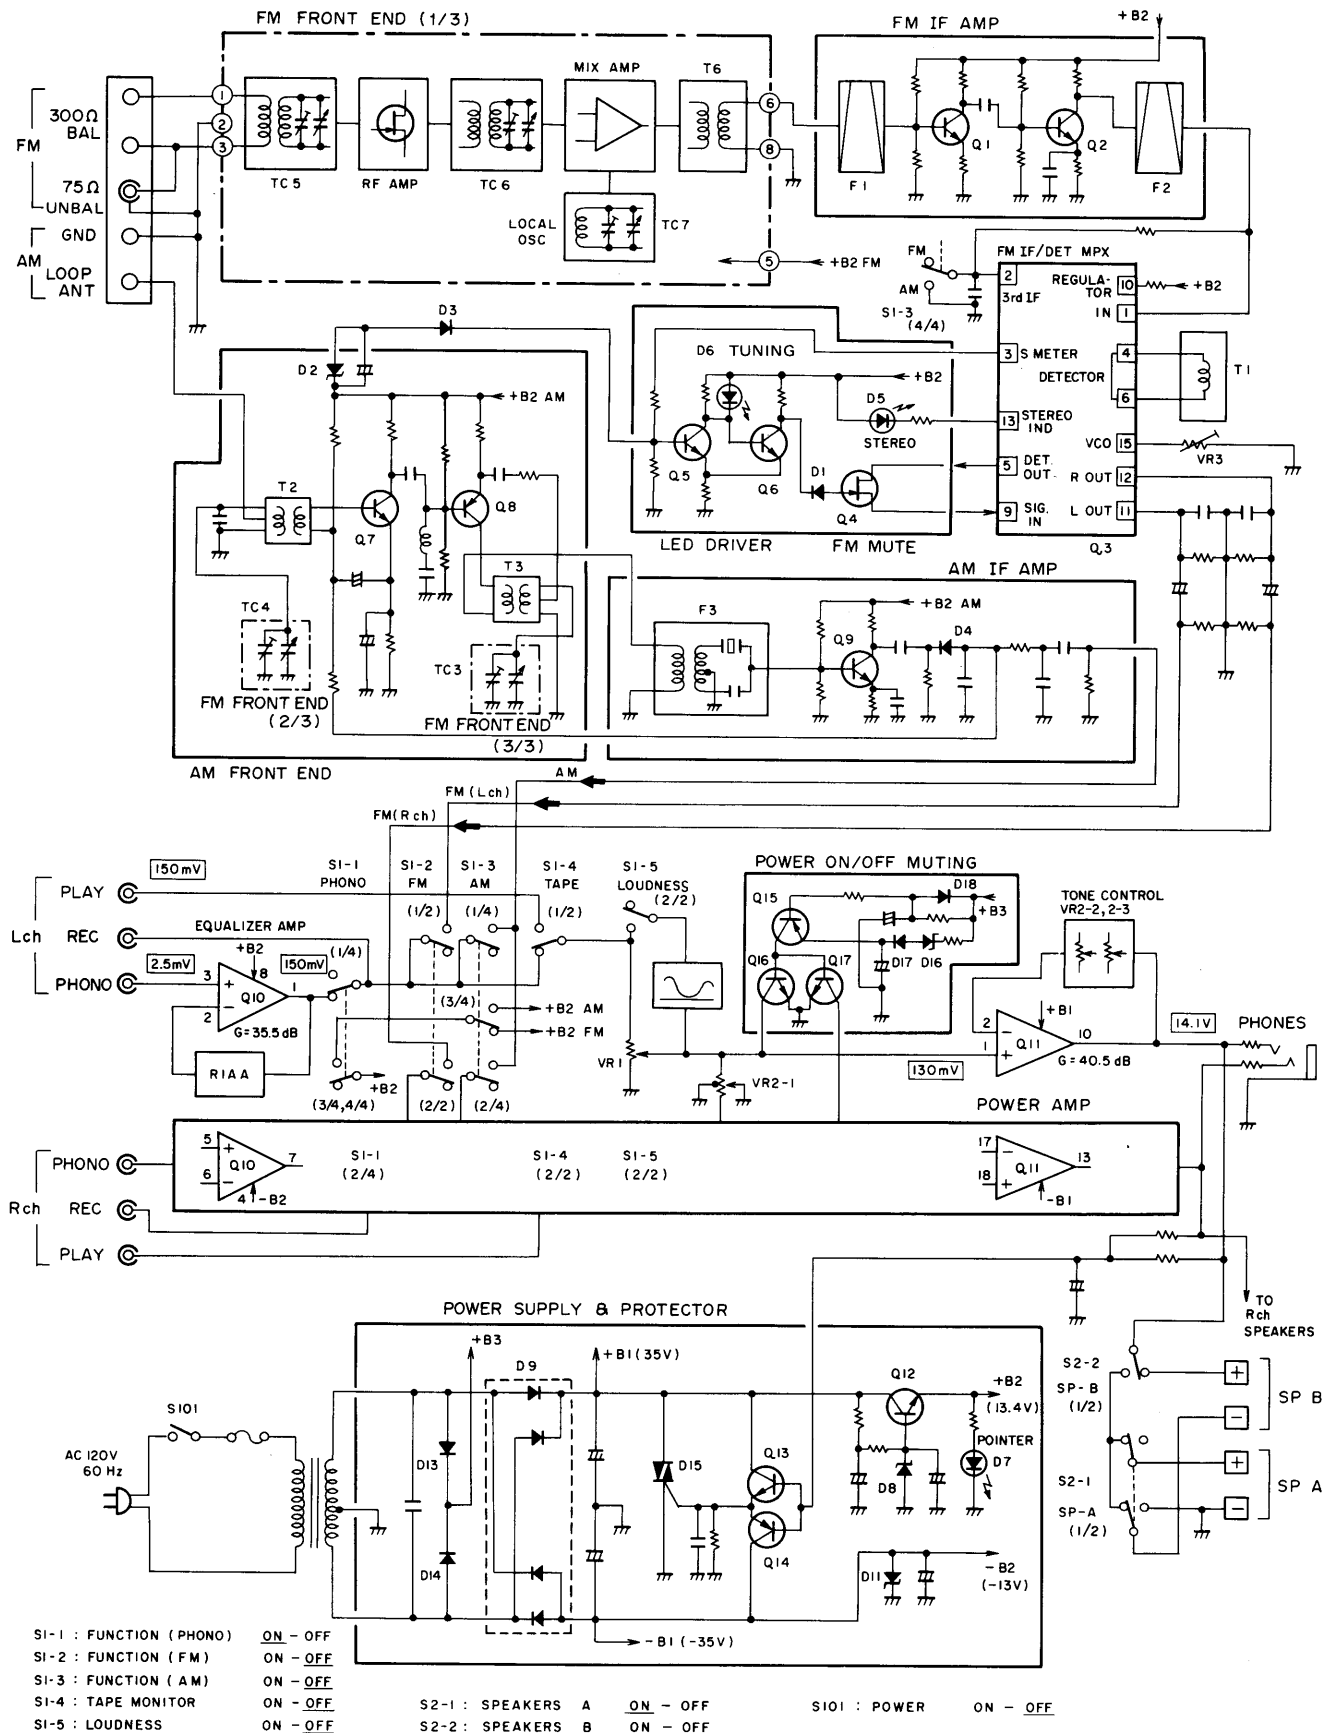 FM FRONT END (1/3)
FM IF AMP
+B2
MIX AMP
T6
1
2
3
6
8
300Ω
BAL
FM
75Ω
UNBAL
GND
AM
LOOP
ANT
TC5
RF AMP
TC6
LOCAL
OSC
TC7
5
+B2 FM
F1
Q1
Q2
F2
FM
AM
S1-3
(4/4)
FM IF/DET MPX
2
3rd IF
REGULA-
TOR
10
+B2
IN
1
3
S METER
4
DETECTOR
6
T1
13
STEREO
IND
VCO
15
VR3
5
DET.
OUT
R OUT
12
9
SIG.
IN
L OUT
11
Q3
D3
D2
+B2 AM
D6 TUNING
+B2
D5
STEREO
Q5
Q6
D1
Q4
LED DRIVER
FM MUTE
T2
Q7
Q8
T3
TC4
TC3
FM FRONT END
(2/3)
FM FRONT END
(3/3)
AM FRONT END
AM IF AMP
F3
+B2 AM
Q9
D4
AM
FM (Lch)
FM(Rch)
150mV
S1-1
PHONO
S1-2
FM
S1-3
AM
S1-4
TAPE
S1-5
LOUDNESS
(2/2)
POWER ON/OFF MUTING
Q15
D18
+B3
D17
D16
Q16
Q17
TONE CONTROL
VR2-2, 2-3
Lch
PLAY
REC
PHONO
(1/2)
(1/4)
(1/2)
EQUALIZER AMP
+B2
2.5mV
150mV
(1/4)
3
8
1
Q10
2
G=35.5dB
RIAA
(3/4)
+B2 AM
+B2 FM
+B2
(3/4,4/4)
(2/2)
(2/4)
VR1
VR2-1
130mV
+B1
2
1
Q11
10
G=40.5 dB
14.1V
PHONES
POWER AMP
Rch
PHONO
REC
PLAY
5
6
Q10
7
4
-B2
S1-1
(2/4)
S1-4
(2/2)
S1-5
(2/2)
17
18
Q11
13
-B1
TO
Rch
SPEAKERS
POWER SUPPLY & PROTECTOR
+B3
D9
+B1 (35V)
Q12
+B2
(13.4V)
S101
AC 120V
60 Hz
D13
D14
D15
Q13
Q14
D8
POINTER
D7
D11
-B2
(-13V)
-B1 (-35V)
S2-2
SP-B
(1/2)
SP B
S2-1
SP-A
(1/2)
SP A
S1-1 : FUNCTION (PHONO) ON - OFF
S1-2 : FUNCTION (FM) ON - OFF
S1-3 : FUNCTION (AM) ON - OFF
S1-4 : TAPE MONITOR ON - OFF
S1-5 : LOUDNESS ON - OFF
S2-1 : SPEAKERS A ON - OFF
S2-2 : SPEAKERS B ON - OFF
S101 : POWER ON - OFF